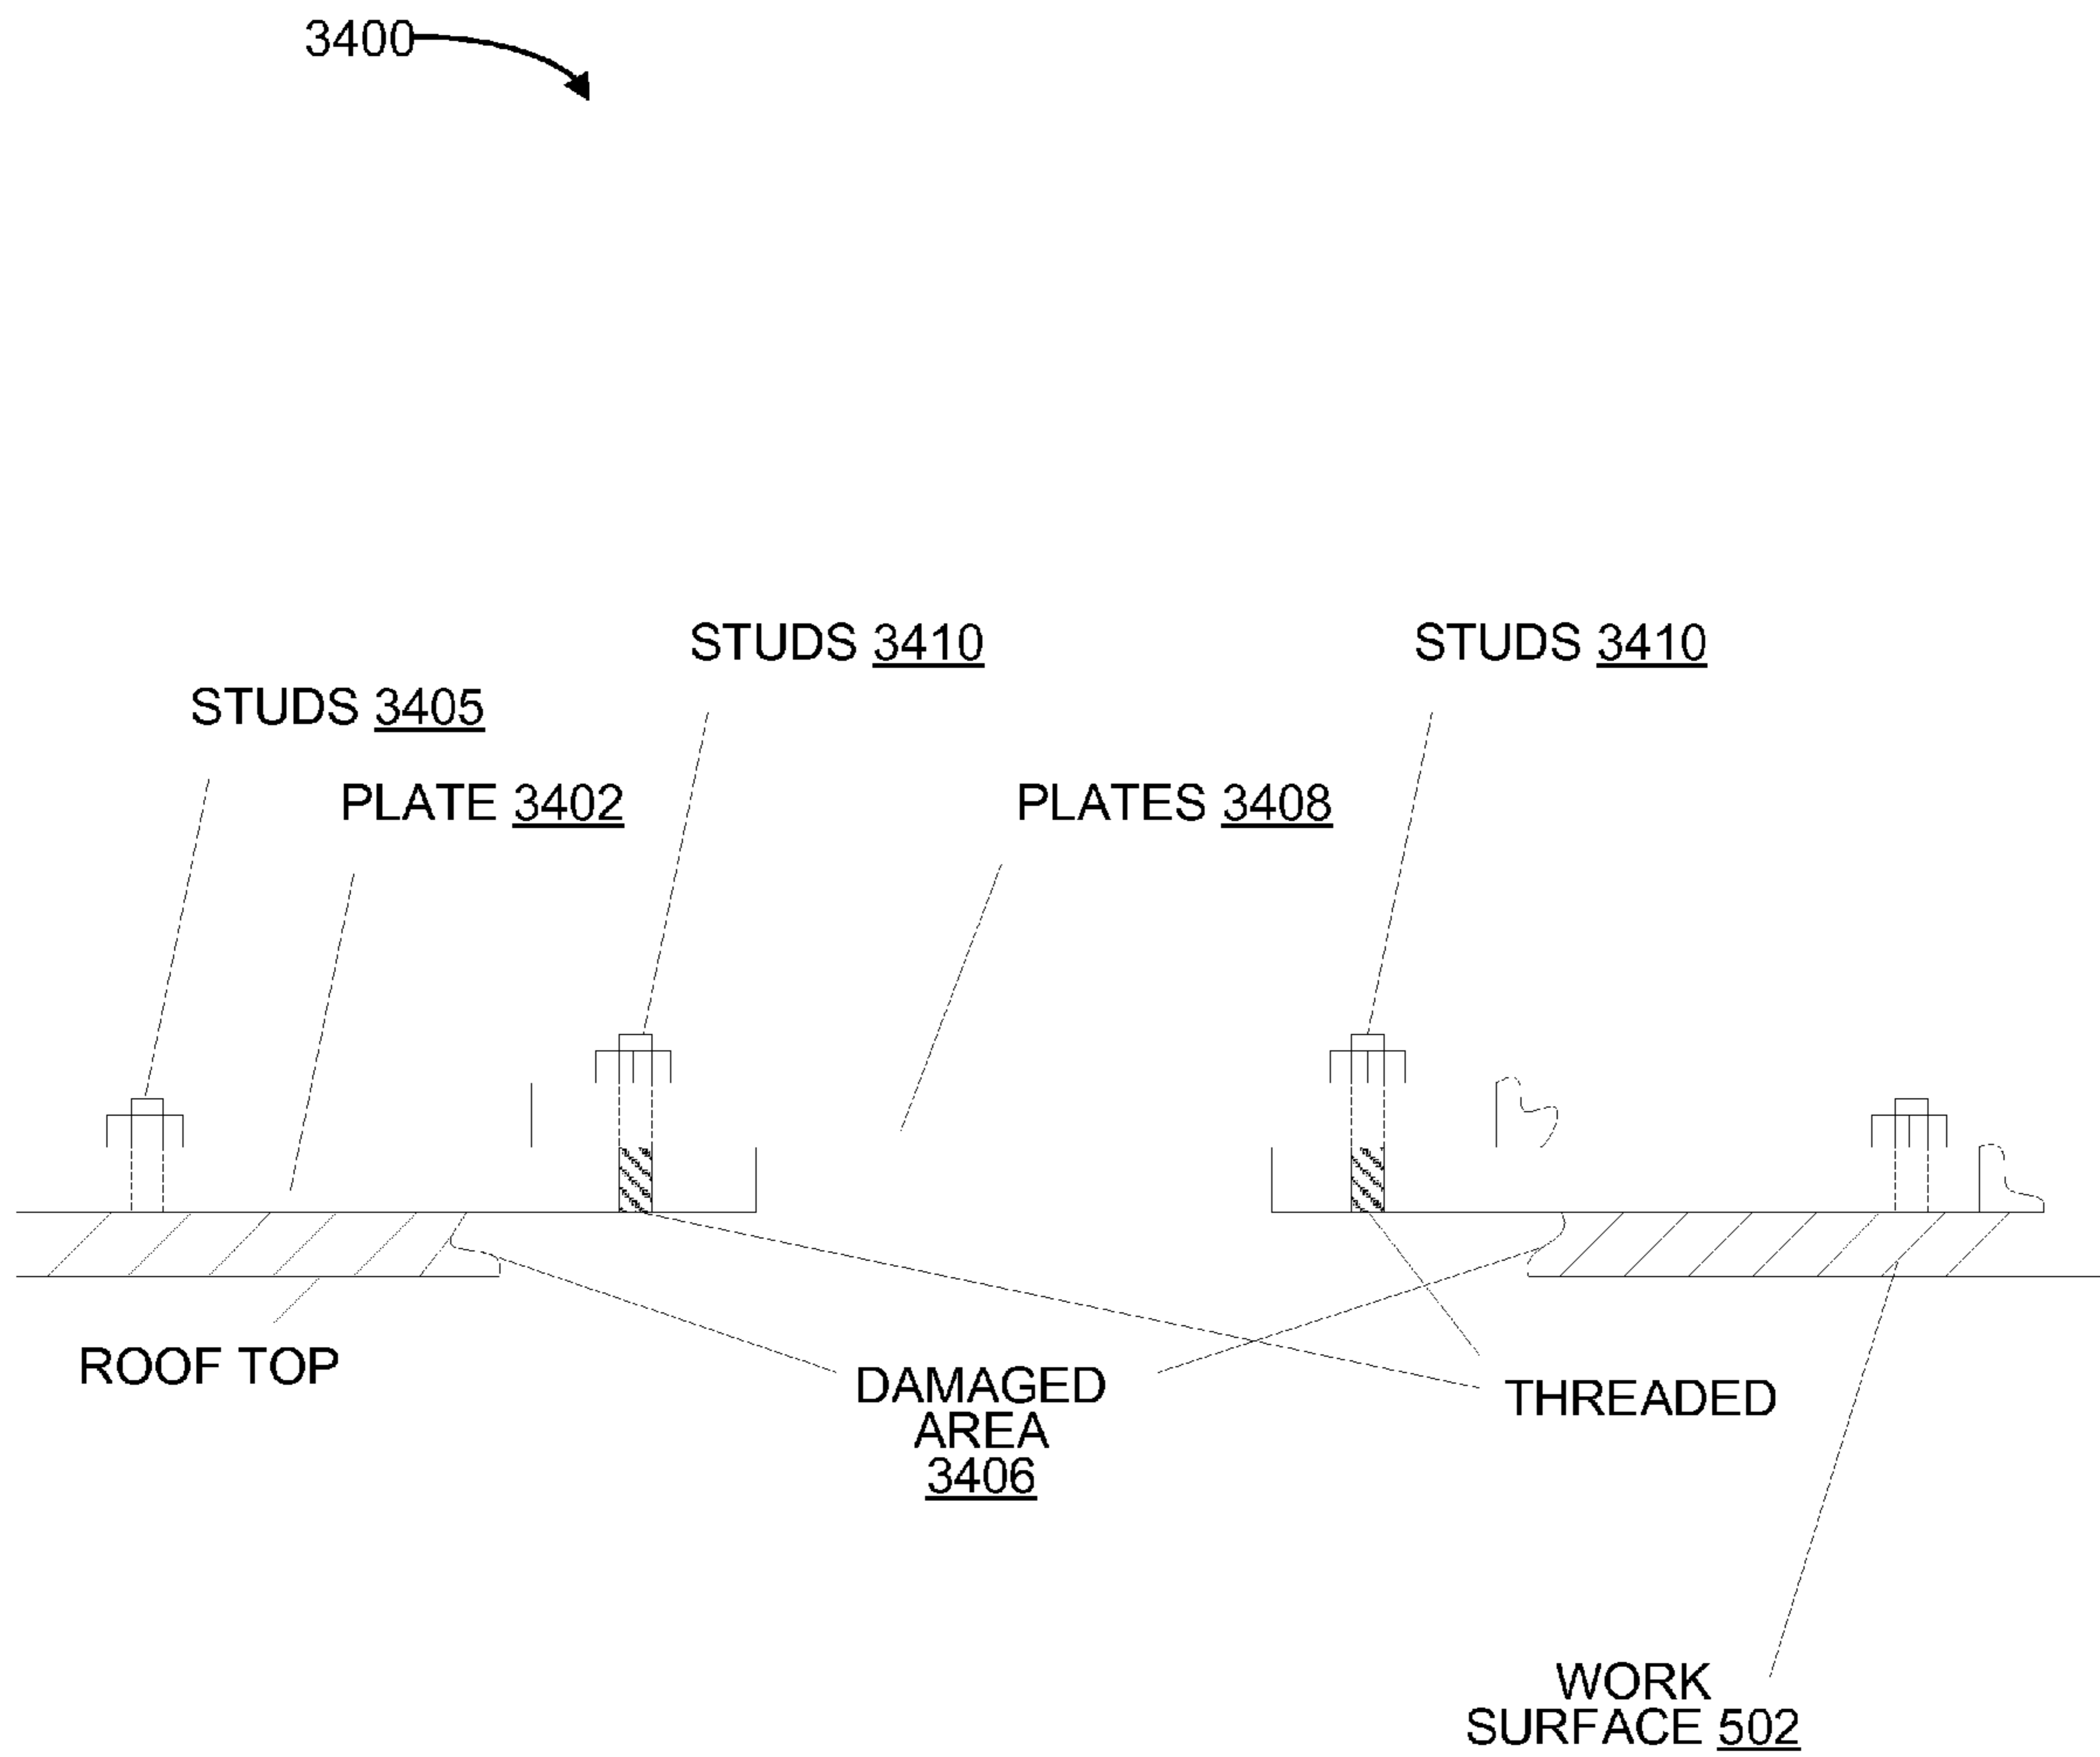 3400
STUDS 3410
STUDS 3410
STUDS 3405
PLATE 3402
PLATES 3408
ROOF TOP
DAMAGED
AREA
3406
THREADED
WORK
SURFACE 502